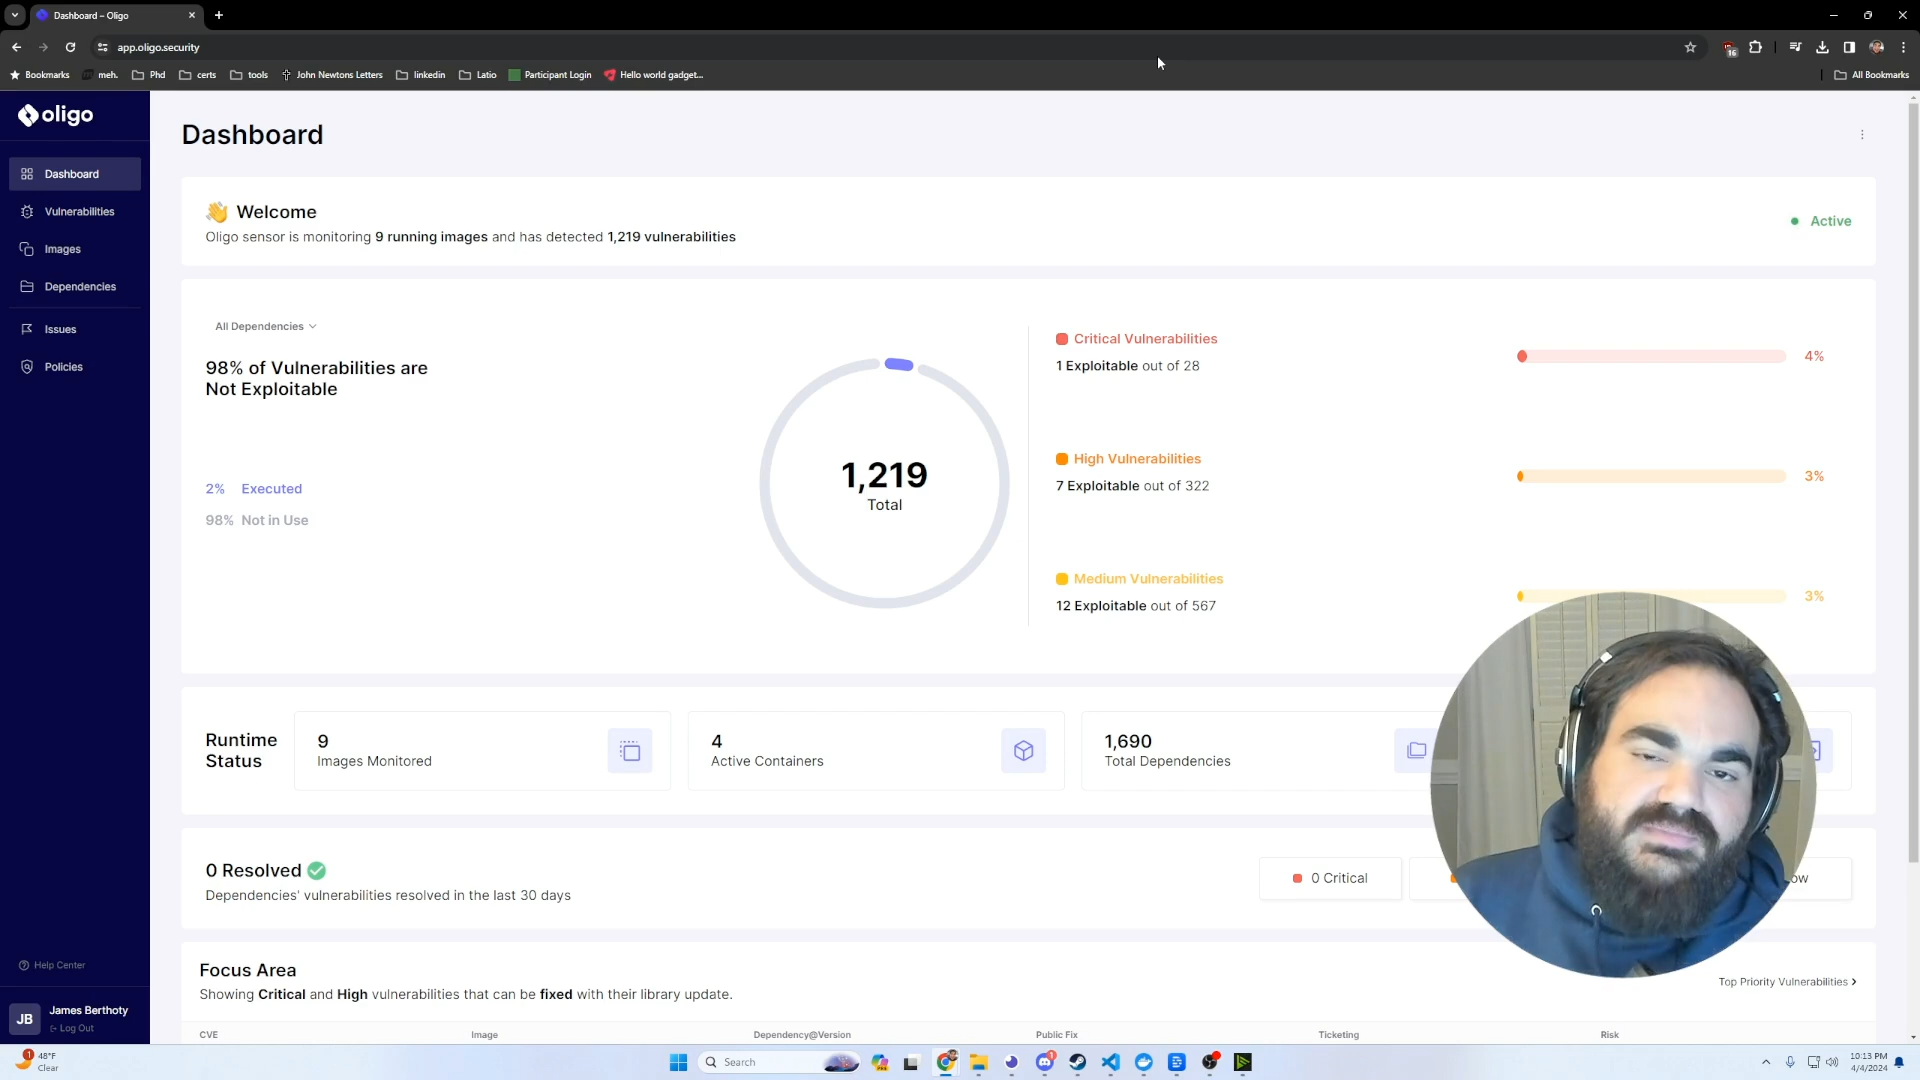 Dashboard – Oligo
app.oligo.security
16
Bookmarks
meh.
Phd
certs
tools
John Newtons Letters
linkedin
Latio
Participant Login
Hello world gadget...
All Bookmarks
oligo
Dashboard
Vulnerabilities
Images
Dependencies
Issues
Policies
Help Center
JB
James Berthoty
Log Out
Dashboard
👋 Welcome
Oligo sensor is monitoring 9 running images and has detected 1,219 vulnerabilities
Active
All Dependencies
98% of Vulnerabilities are
Not Exploitable
2% Executed
98% Not in Use
1,219
Total
Critical Vulnerabilities
1 Exploitable out of 28
4%
High Vulnerabilities
7 Exploitable out of 322
3%
Medium Vulnerabilities
12 Exploitable out of 567
3%
Runtime
Status
9
Images Monitored
4
Active Containers
1,690
Total Dependencies
0 Resolved
Dependencies' vulnerabilities resolved in the last 30 days
0 Critical
Focus Area
Showing Critical and High vulnerabilities that can be fixed with their library update.
Top Priority Vulnerabilities
CVE
Image
Dependency@Version
Public Fix
Ticketing
Risk
1
48°F
Clear
Search
1
10:13 PM
4/4/2024